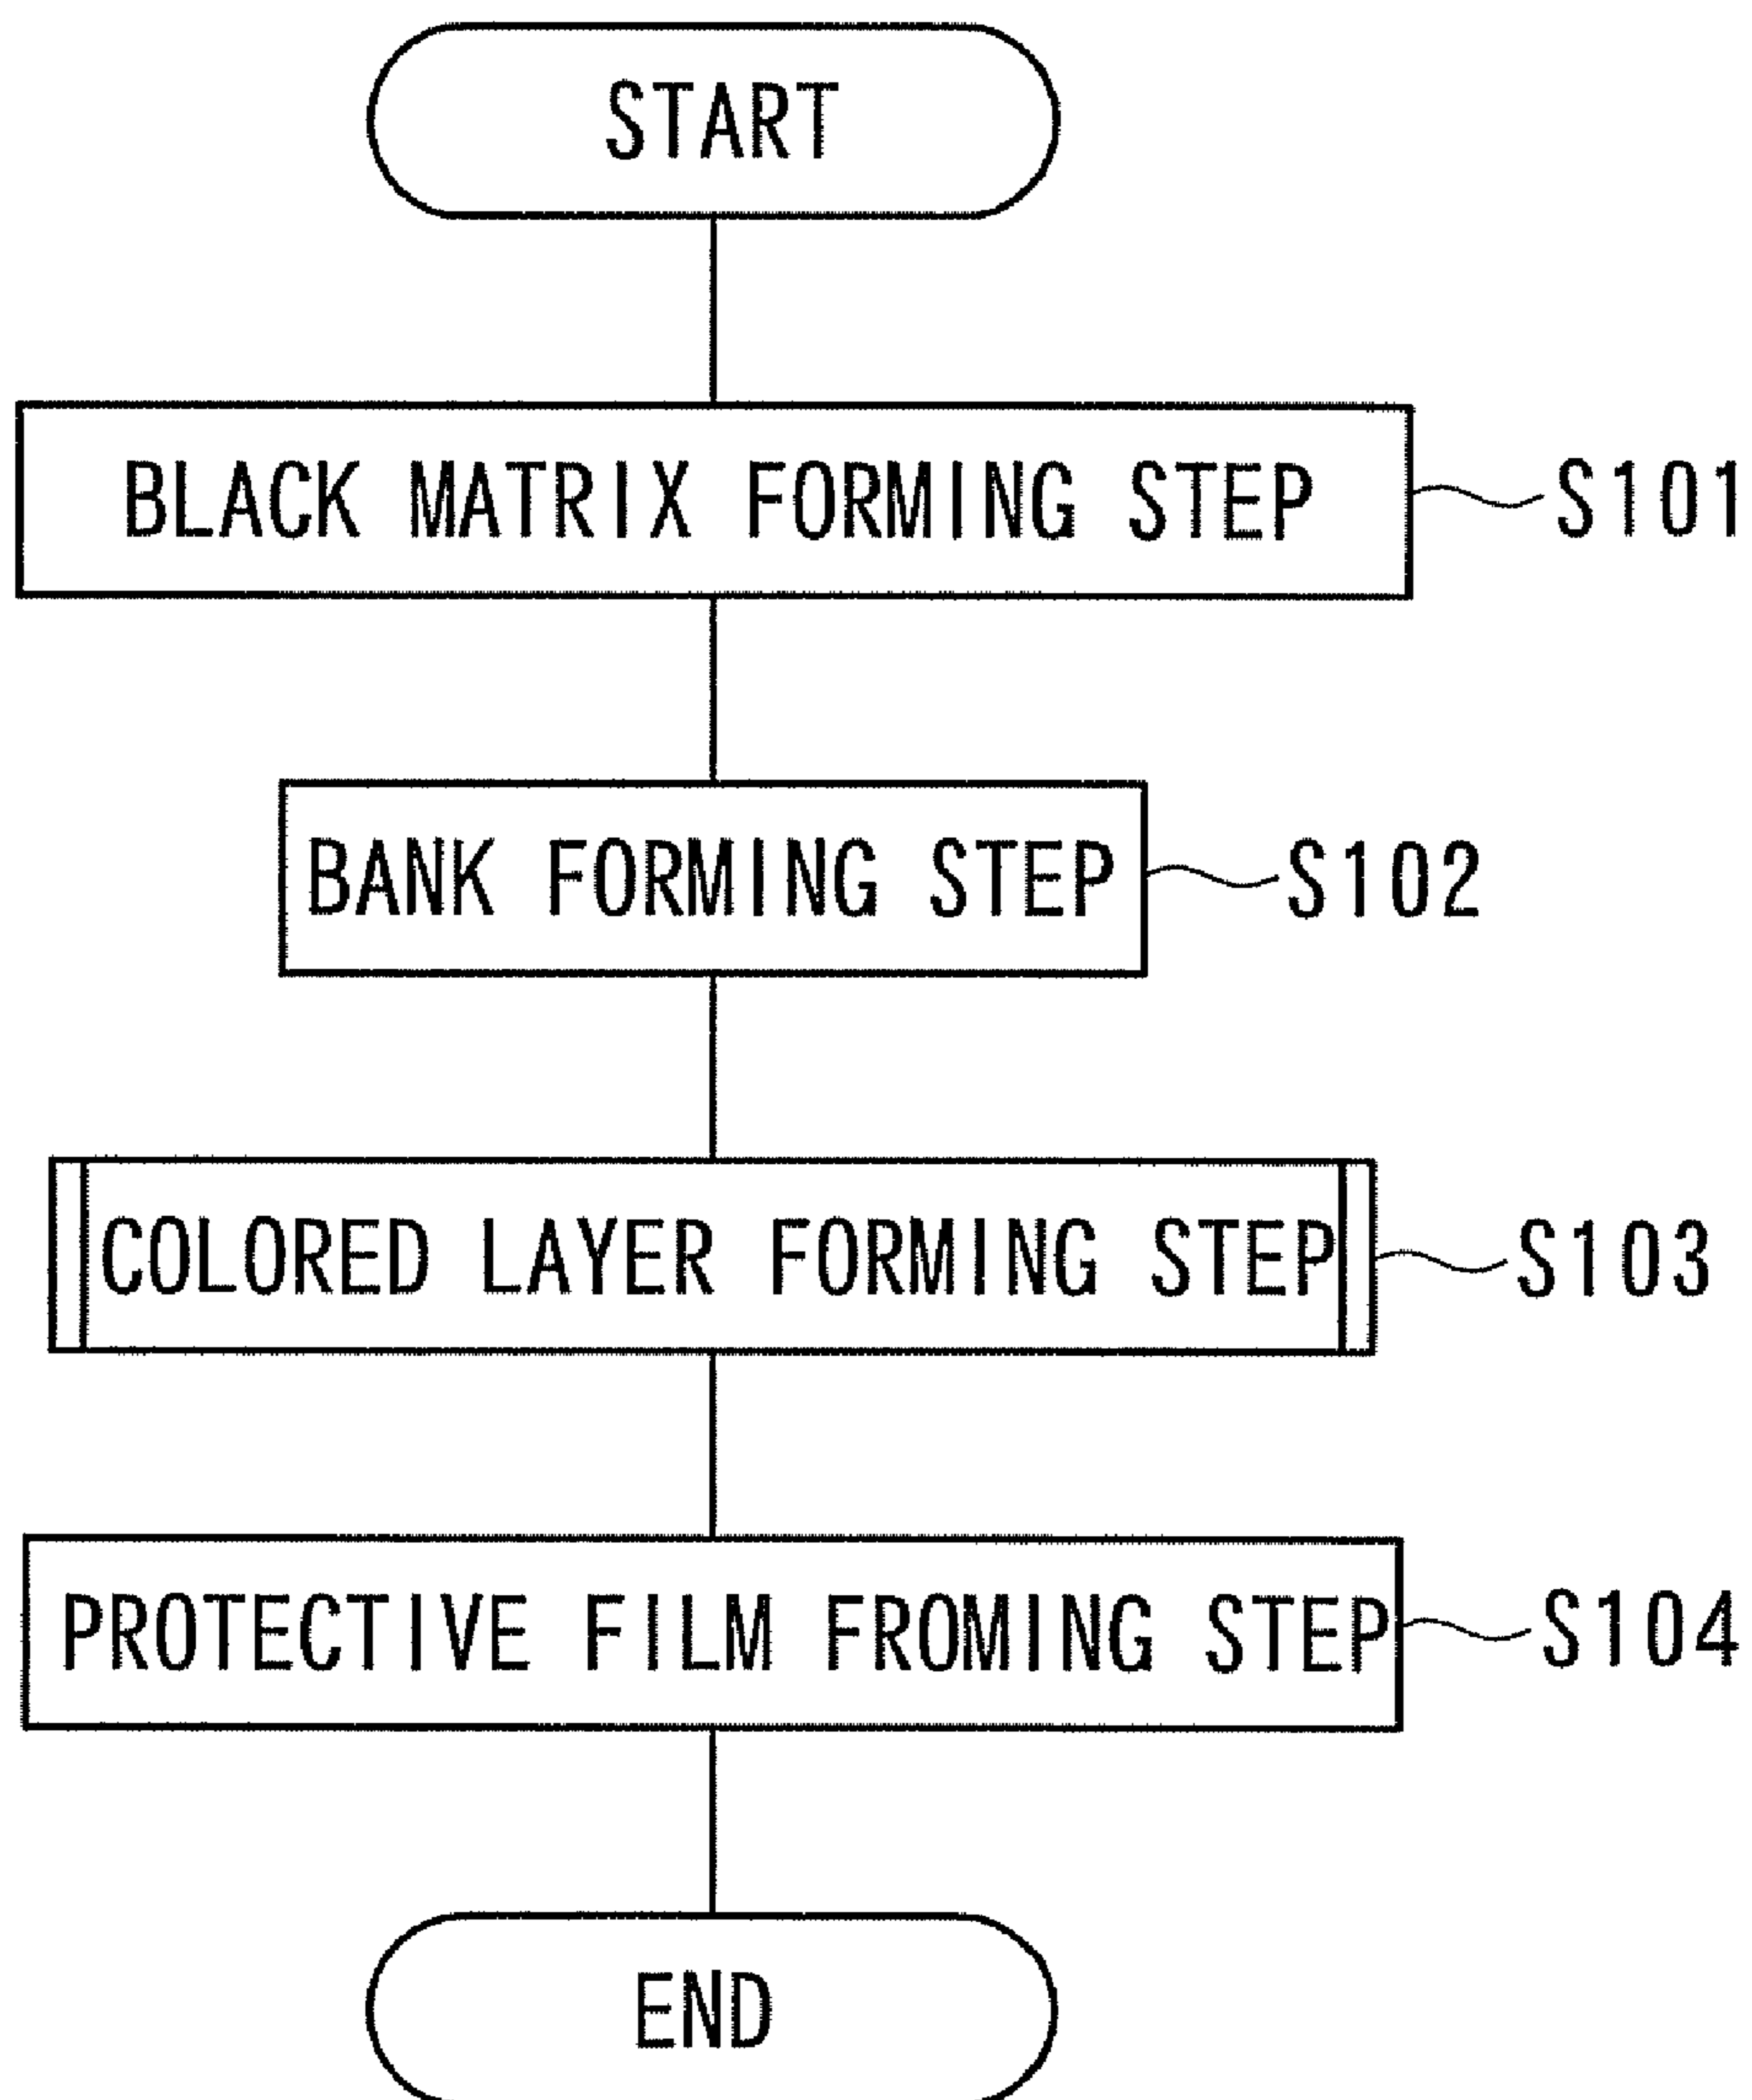 START
BLACK MATRIX FORMING STEP S101
BANK FORMING STEP S102
COLORED LAYER FORMING STEP S103
PROTECTIVE FILM FROMING STEP S104
END